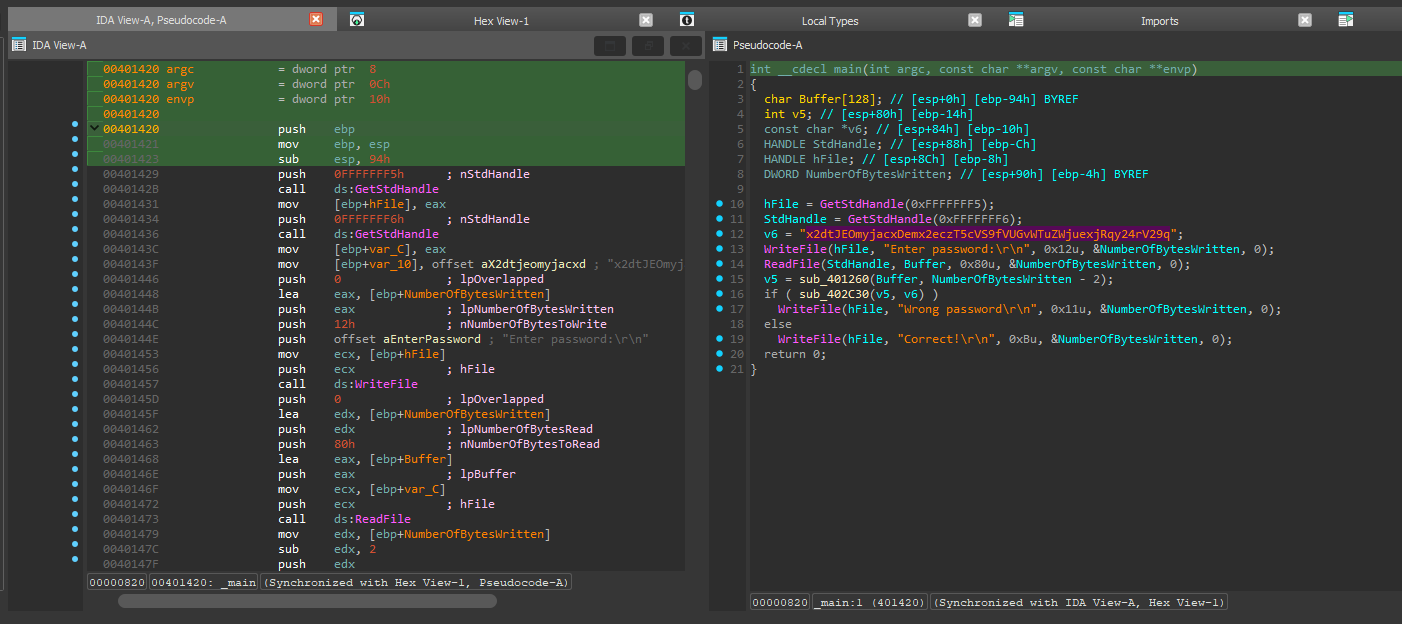 IDA View-A, Pseudocode-A
Hex View-1
Local Types
Imports
IDA View-A
00401420 argc = dword ptr 8
00401420 argv = dword ptr 0Ch
00401420 envp = dword ptr 10h
00401420
00401420 push ebp
00401421 mov ebp, esp
00401423 sub esp, 94h
00401429 push 0FFFFFFF5h ; nStdHandle
0040142B call ds:GetStdHandle
00401431 mov [ebp+hFile], eax
00401434 push 0FFFFFFF6h ; nStdHandle
00401436 call ds:GetStdHandle
0040143C mov [ebp+var_C], eax
0040143F mov [ebp+var_10], offset aX2dtjeomyjacxd ; "x2dtJEOmyj
00401446 push 0 ; lpOverlapped
00401448 lea eax, [ebp+NumberOfBytesWritten]
0040144B push eax ; lpNumberOfBytesWritten
0040144C push 12h ; nNumberOfBytesToWrite
0040144E push offset aEnterPassword ; "Enter password:\r\n"
00401453 mov ecx, [ebp+hFile]
00401456 push ecx ; hFile
00401457 call ds:WriteFile
0040145D push 0 ; lpOverlapped
0040145F lea edx, [ebp+NumberOfBytesWritten]
00401462 push edx ; lpNumberOfBytesRead
00401463 push 80h ; nNumberOfBytesToRead
00401468 lea eax, [ebp+Buffer]
0040146E push eax ; lpBuffer
0040146F mov ecx, [ebp+var_C]
00401472 push ecx ; hFile
00401473 call ds:ReadFile
00401479 mov edx, [ebp+NumberOfBytesWritten]
0040147C sub edx, 2
0040147F push edx
00000820 00401420: _main (Synchronized with Hex View-1, Pseudocode-A)
Pseudocode-A
1 int __cdecl main(int argc, const char **argv, const char **envp)
2 {
3 char Buffer[128]; // [esp+0h] [ebp-94h] BYREF
4 int v5; // [esp+80h] [ebp-14h]
5 const char *v6; // [esp+84h] [ebp-10h]
6 HANDLE StdHandle; // [esp+88h] [ebp-Ch]
7 HANDLE hFile; // [esp+8Ch] [ebp-8h]
8 DWORD NumberOfBytesWritten; // [esp+90h] [ebp-4h] BYREF
9
10 hFile = GetStdHandle(0xFFFFFFF5);
11 StdHandle = GetStdHandle(0xFFFFFFF6);
12 v6 = "x2dtJEOmyjacxDemx2eczT5cVS9fVUGvWTuZWjuexjRqy24rV29q";
13 WriteFile(hFile, "Enter password:\r\n", 0x12u, &NumberOfBytesWritten, 0);
14 ReadFile(StdHandle, Buffer, 0x80u, &NumberOfBytesWritten, 0);
15 v5 = sub_401260(Buffer, NumberOfBytesWritten - 2);
16 if ( sub_402C30(v5, v6) )
17 WriteFile(hFile, "Wrong password\r\n", 0x11u, &NumberOfBytesWritten, 0);
18 else
19 WriteFile(hFile, "Correct!\r\n", 0xBu, &NumberOfBytesWritten, 0);
20 return 0;
21 }
00000820 _main:1 (401420) (Synchronized with IDA View-A, Hex View-1)